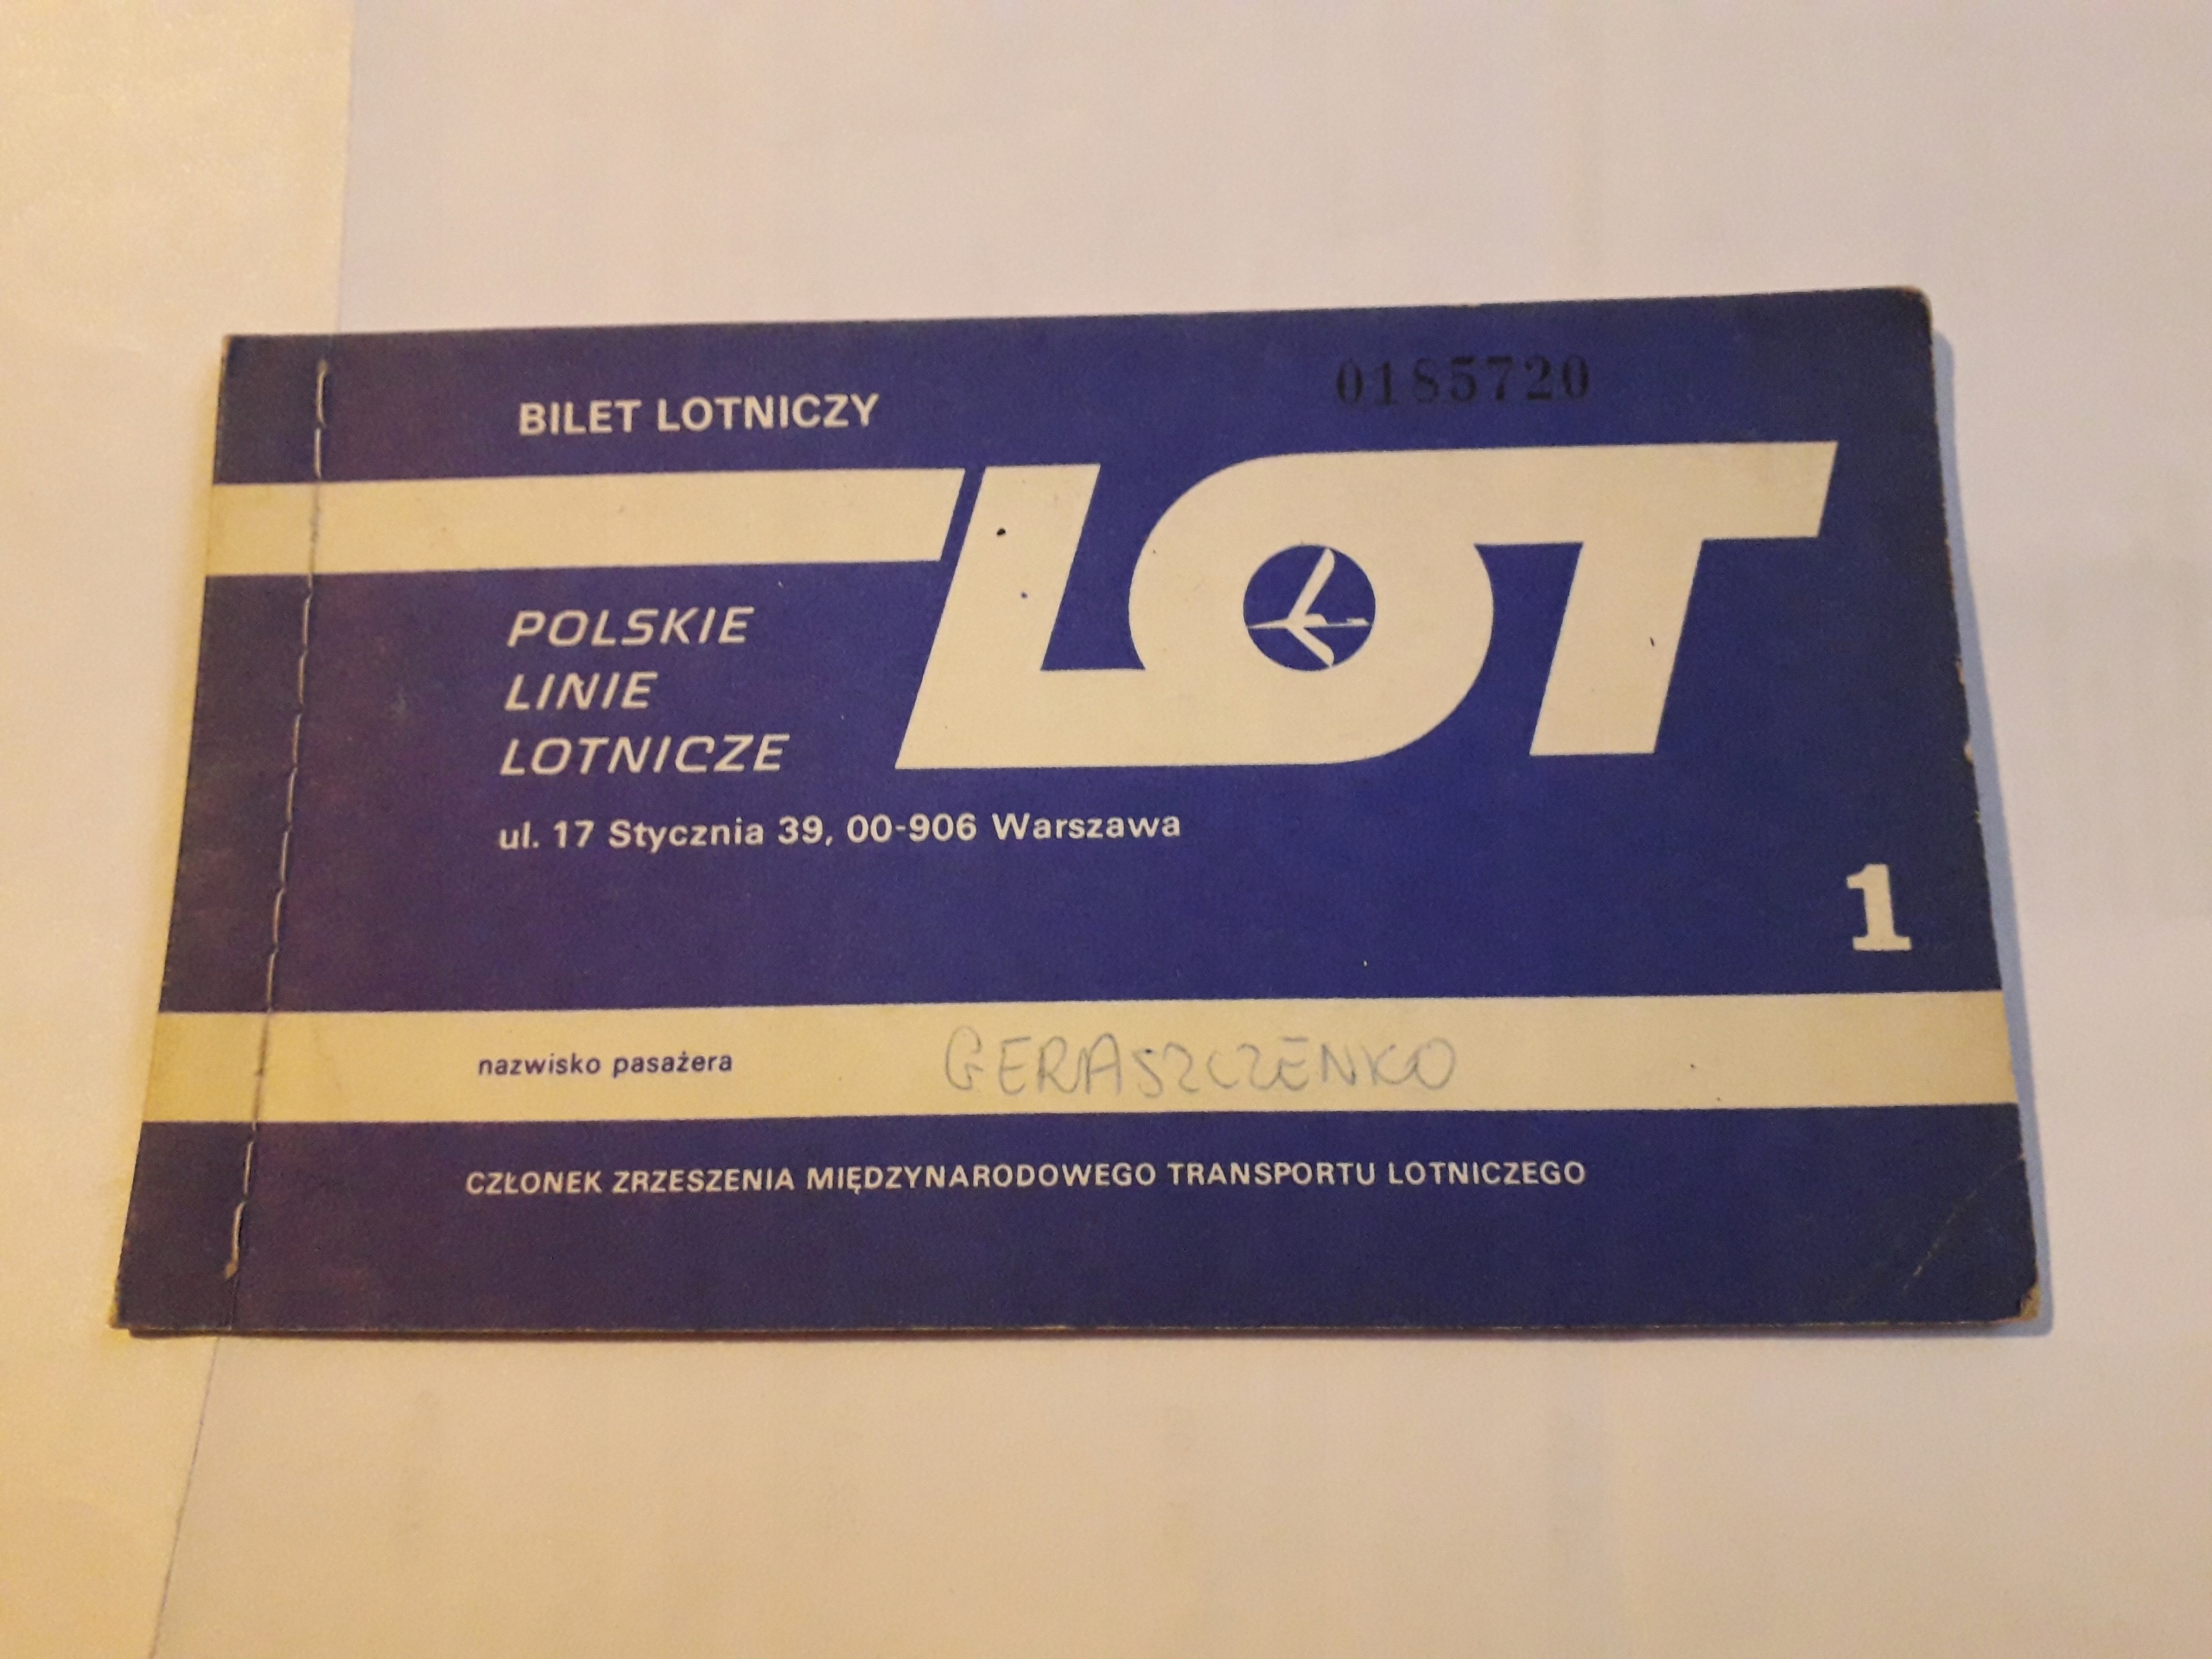 BILET LOTNICZY
0185720
LOT
POLSKIE
LINIE
LOTNICZE
ul. 17 Stycznia 39, 00-906 Warszawa
1
nazwisko pasażera GERASZCZENKO
CZŁONEK ZRZESZENIA MIĘDZYNARODOWEGO TRANSPORTU LOTNICZEGO